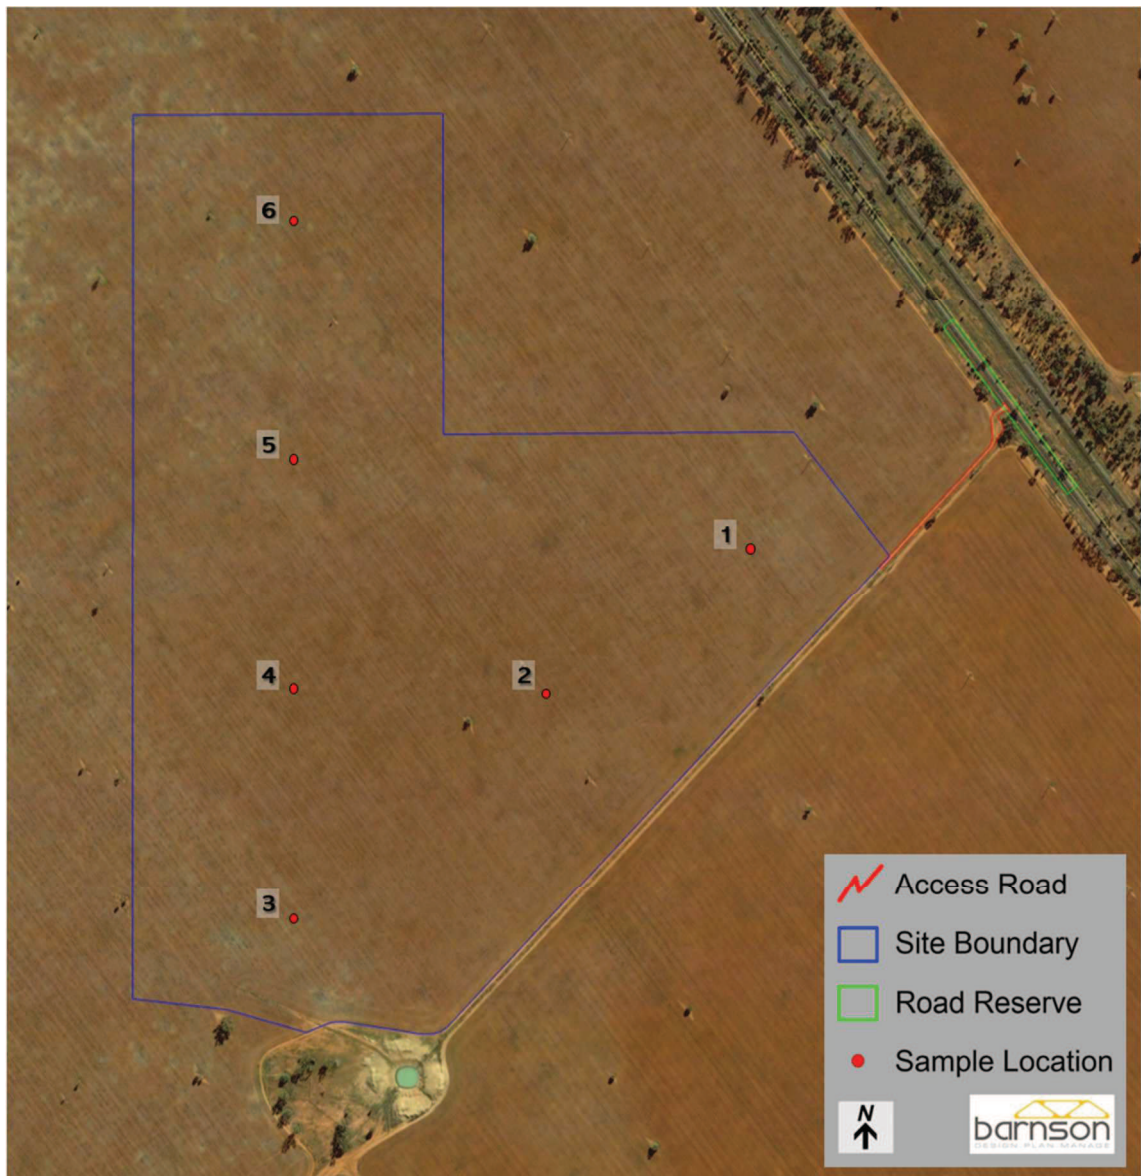 6
5
1
4
2
3
Access Road
Site Boundary
Road Reserve
Sample Location
N
barnson
DESIGN PLAN MANAGE